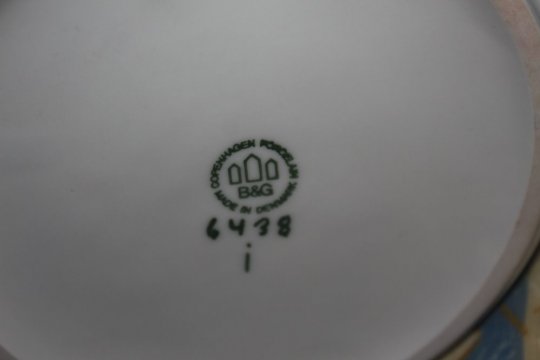 COPENHAGEN PORCELAIN
B&G
MADE IN DENMARK
6438
i